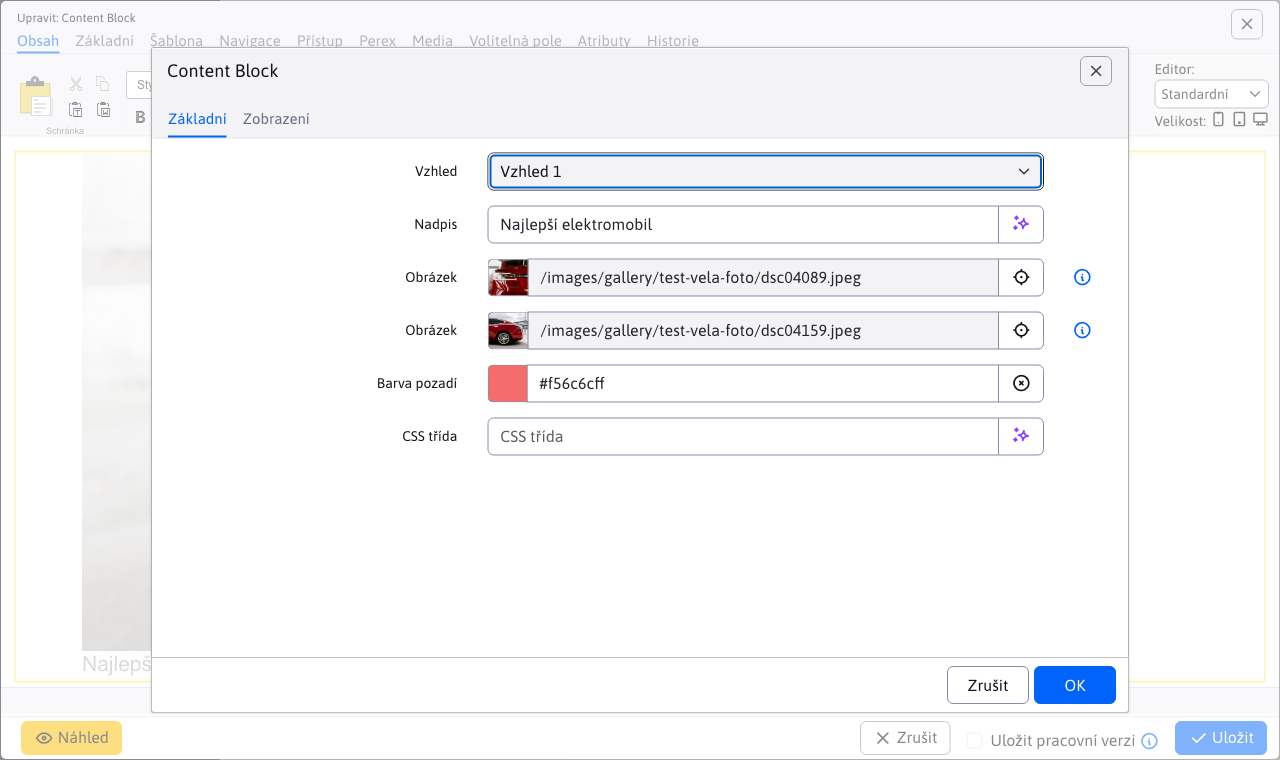 Upravit: Content Block
Obsah Základní Šablona Navigace Přístup Perex Media Volitelná pole Atributy Historie
Content Block
Editor:
Základní Zobrazení
Standardní
Velikost:
Schránka
B
Vzhled Vzhled 1
Nadpis Najlepší elektromobil
Obrázek /images/gallery/test-vela-foto/dsc04089.jpeg
Obrázek /images/gallery/test-vela-foto/dsc04159.jpeg
Barva pozadí #f56c6cff
CSS třída CSS třída
Najlepš
Zrušit OK
Náhled Zrušit Uložit pracovní verzi Uložit